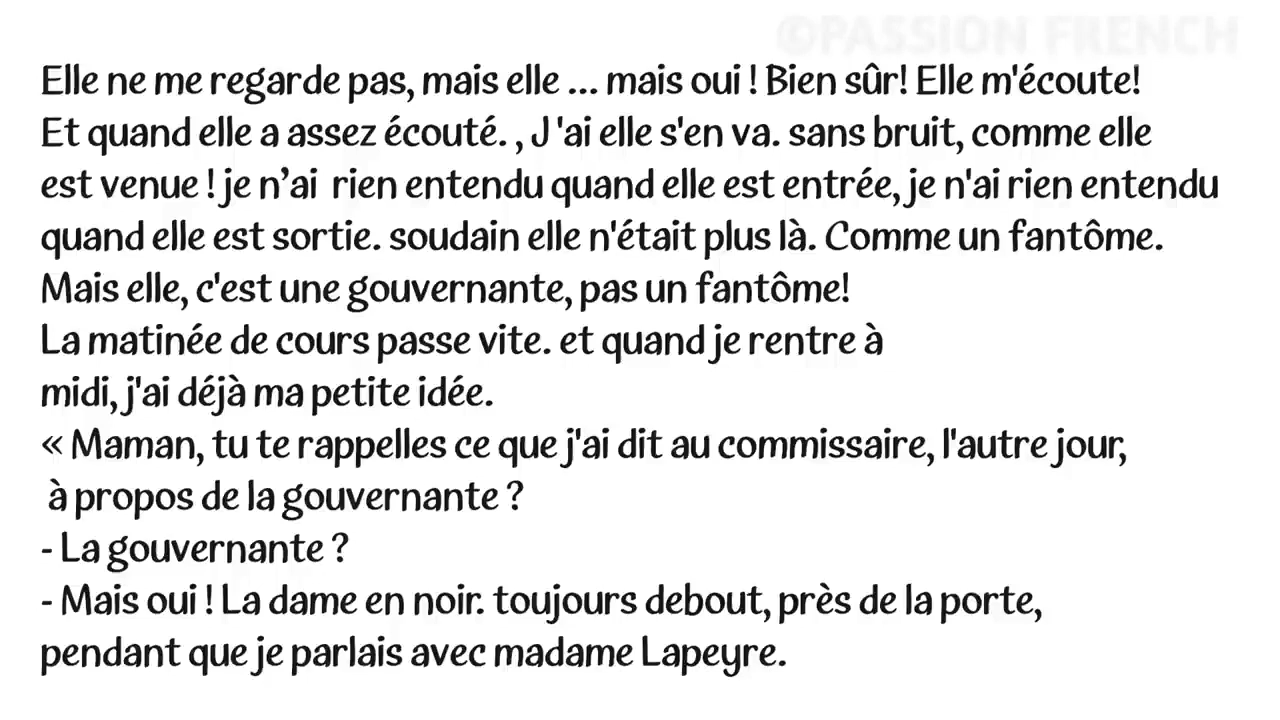 ©PASSION FRENCH
Elle ne me regarde pas, mais elle ... mais oui ! Bien sûr! Elle m'écoute!
Et quand elle a assez écouté. , J 'ai elle s'en va. sans bruit, comme elle
est venue ! je n’ai  rien entendu quand elle est entrée, je n'ai rien entendu
quand elle est sortie. soudain elle n'était plus là. Comme un fantôme.
Mais elle, c'est une gouvernante, pas un fantôme!
La matinée de cours passe vite. et quand je rentre à
midi, j'ai déjà ma petite idée.
« Maman, tu te rappelles ce que j'ai dit au commissaire, l'autre jour,
à propos de la gouvernante ?
- La gouvernante ?
- Mais oui ! La dame en noir. toujours debout, près de la porte,
pendant que je parlais avec madame Lapeyre.